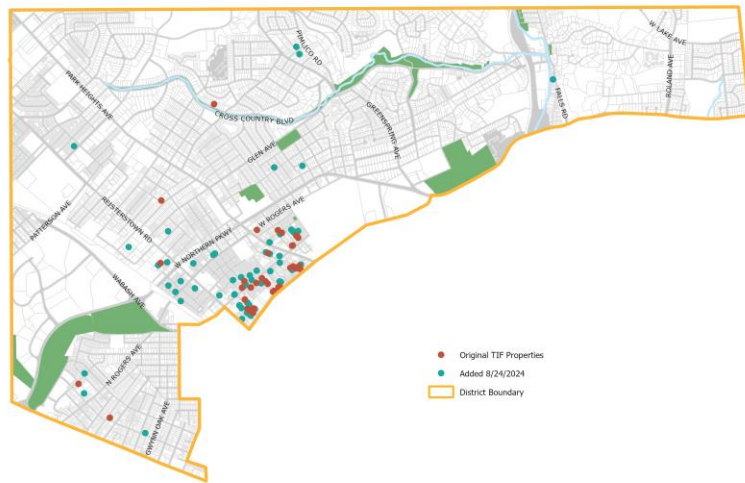 W LAKE AVE
PIMLICO RD
ROLAND AVE
PARK HEIGHTS AVE
FALLS RD
CROSS COUNTRY BLVD
GREENSPRING AVE
GLEN AVE
PATTERSON AVE
REISTERSTOWN RD
W ROGERS AVE
W NORTHERN PKWY
WABASH AVE
N ROGERS AVE
GWYNN OAK AVE
Original TIF Properties
Added 8/24/2024
District Boundary